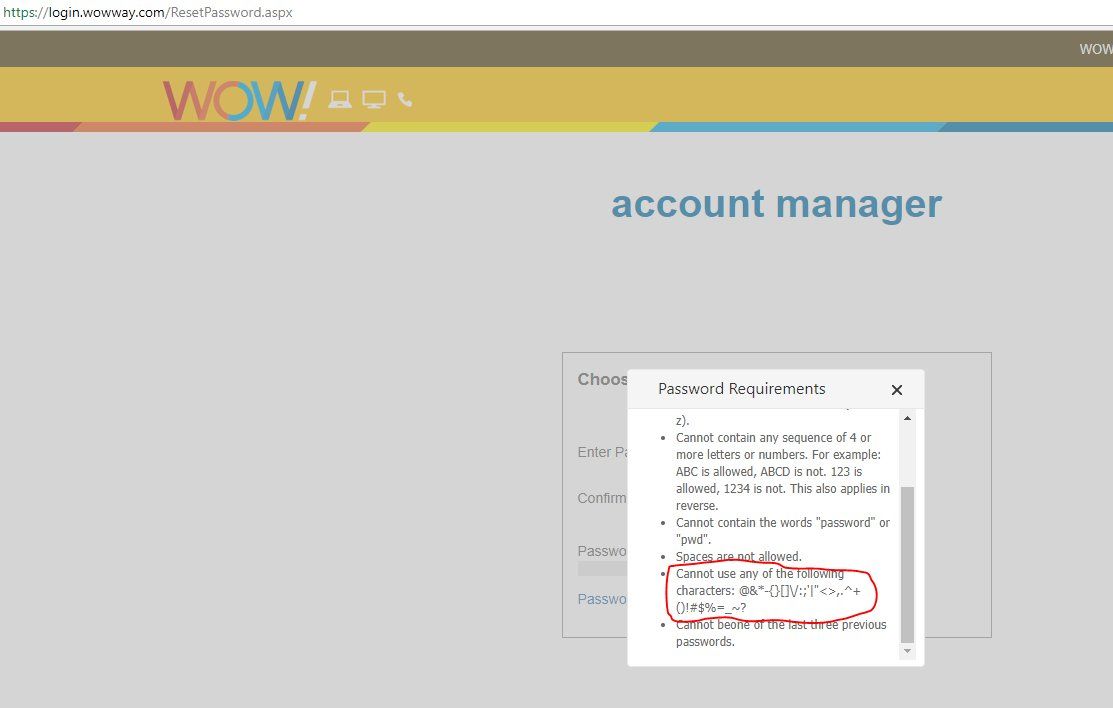 https://login.wowway.com/ResetPassword.aspx
WOW
WOW!
account manager
Choos
Password Requirements
z).
Cannot contain any sequence of 4 or
more letters or numbers. For example:
ABC is allowed, ABCD is not. 123 is
allowed, 1234 is not. This also applies in
reverse.
Cannot contain the words "password" or
"pwd".
Spaces are not allowed.
Cannot use any of the following
characters: @&*-{}[]\/:;'|"<>,.^+
()!#$%=_~?
Cannot beone of the last three previous
passwords.
Enter Pa
Confirm
Passwo
Passwo